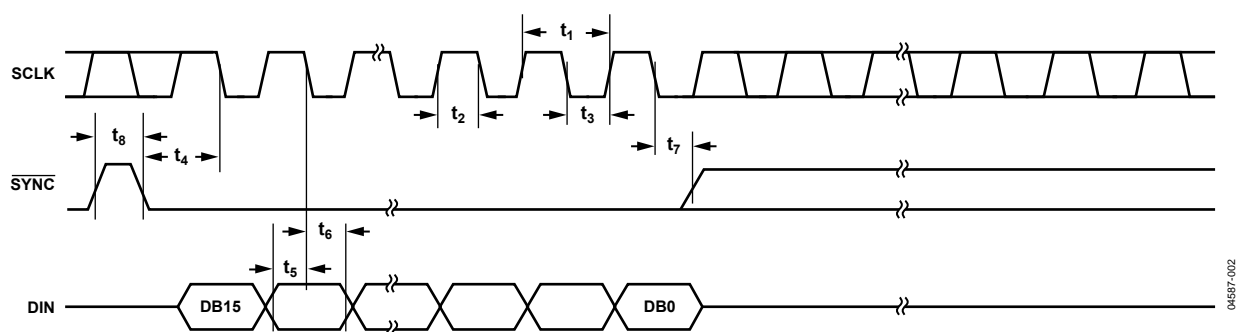 t1
SCLK
t2
t3
t8
t4
t7
SYNC
t6
t5
DIN
DB15
DB0
04587-002